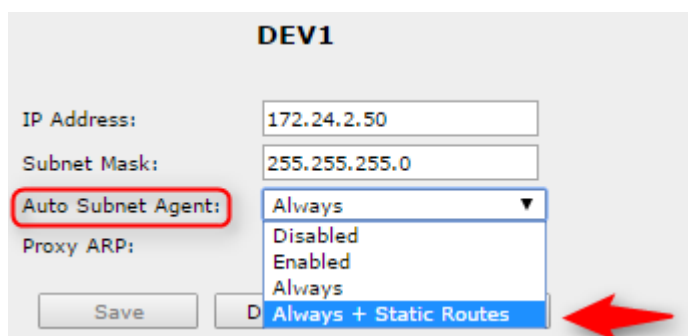 DEV1
IP Address: 172.24.2.50
Subnet Mask: 255.255.255.0
Auto Subnet Agent: Always
Proxy ARP:
Disabled
Enabled
Always
Save D Always + Static Routes